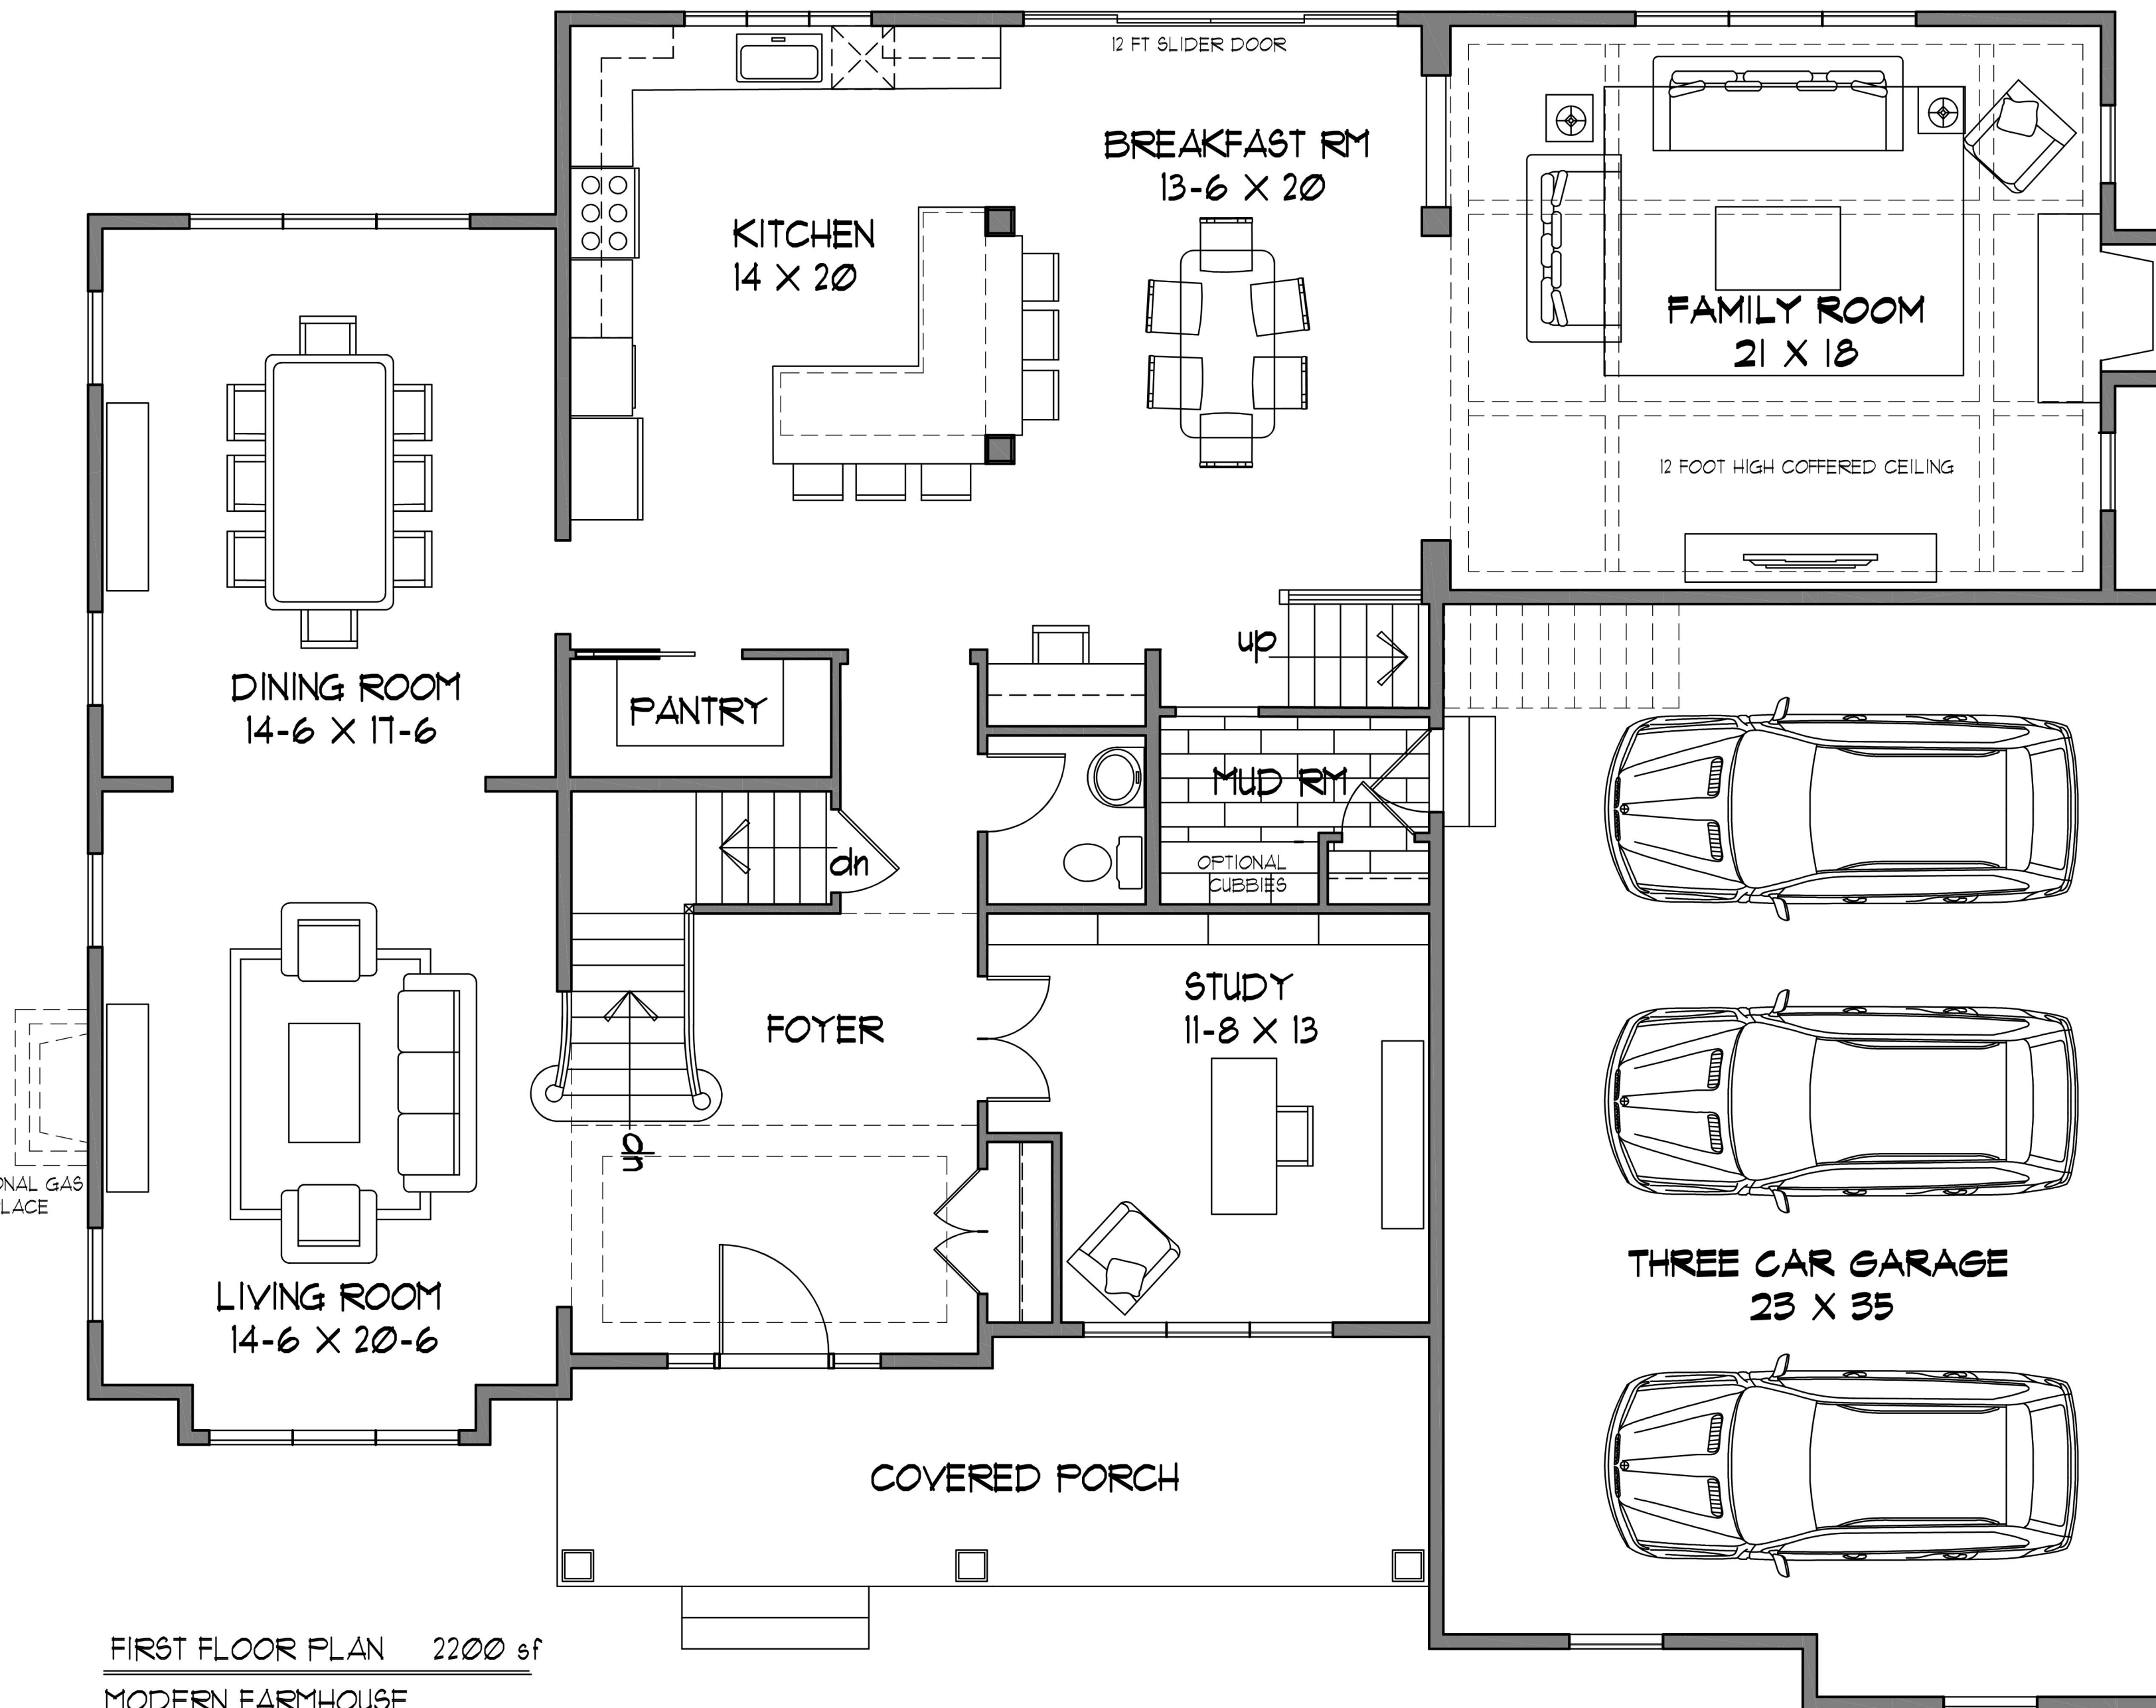 12 FT SLIDER DOOR
BREAKFAST RM
13-6 X 20
KITCHEN
14 X 20
FAMILY ROOM
21 X 18
12 FOOT HIGH COFFERED CEILING
DINING ROOM
14-6 X 17-6
PANTRY
up
MUD RM
OPTIONAL
CUBBIES
dn
STUDY
11-8 X 13
FOYER
up
ONAL GAS
LACE
LIVING ROOM
14-6 X 20-6
THREE CAR GARAGE
23 X 35
COVERED PORCH
FIRST FLOOR PLAN 2200 sf
MODERN FARMHOUSE